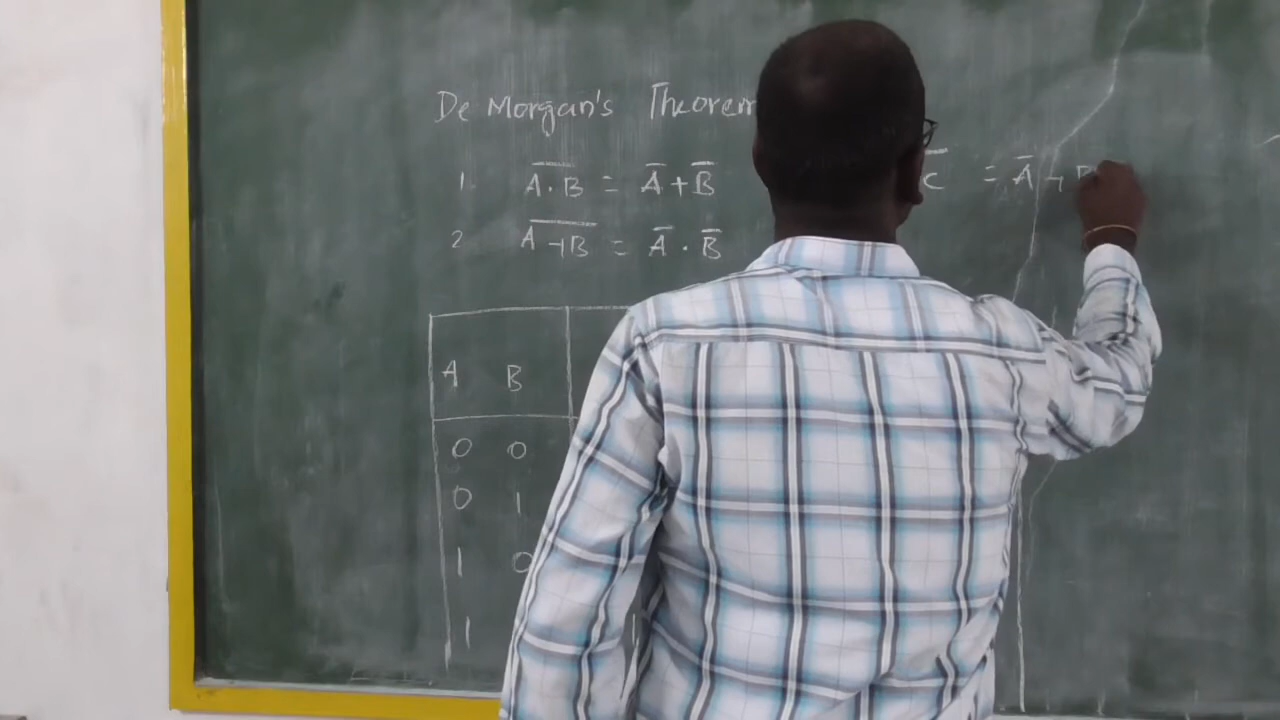 De Morgan's Theorem
1. A̅ ̅.̅ ̅B̅ = A̅ + B̅ C̅ = A̅ + B
2 A̅ ̅+̅ ̅B̅ = A̅ . B̅
A B
0 0
0 1
1 0
1